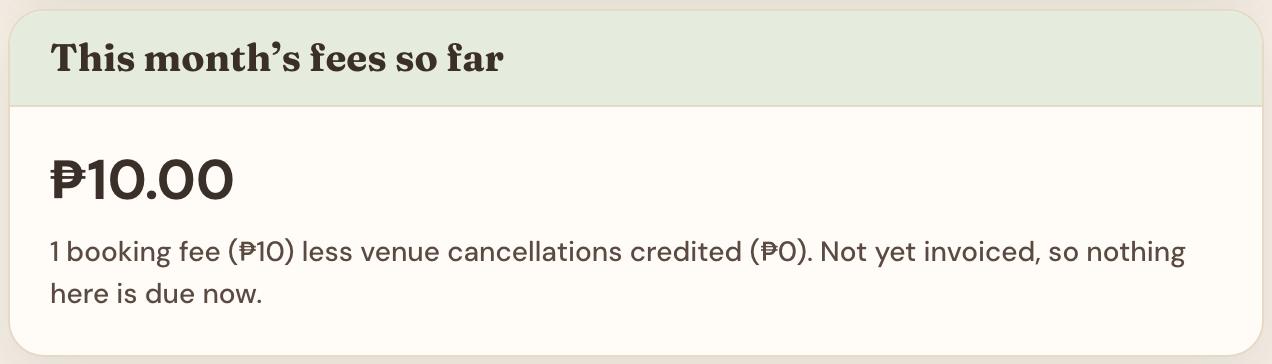 This month’s fees so far
₱10.00
1 booking fee (₱10) less venue cancellations credited (₱0). Not yet invoiced, so nothing
here is due now.